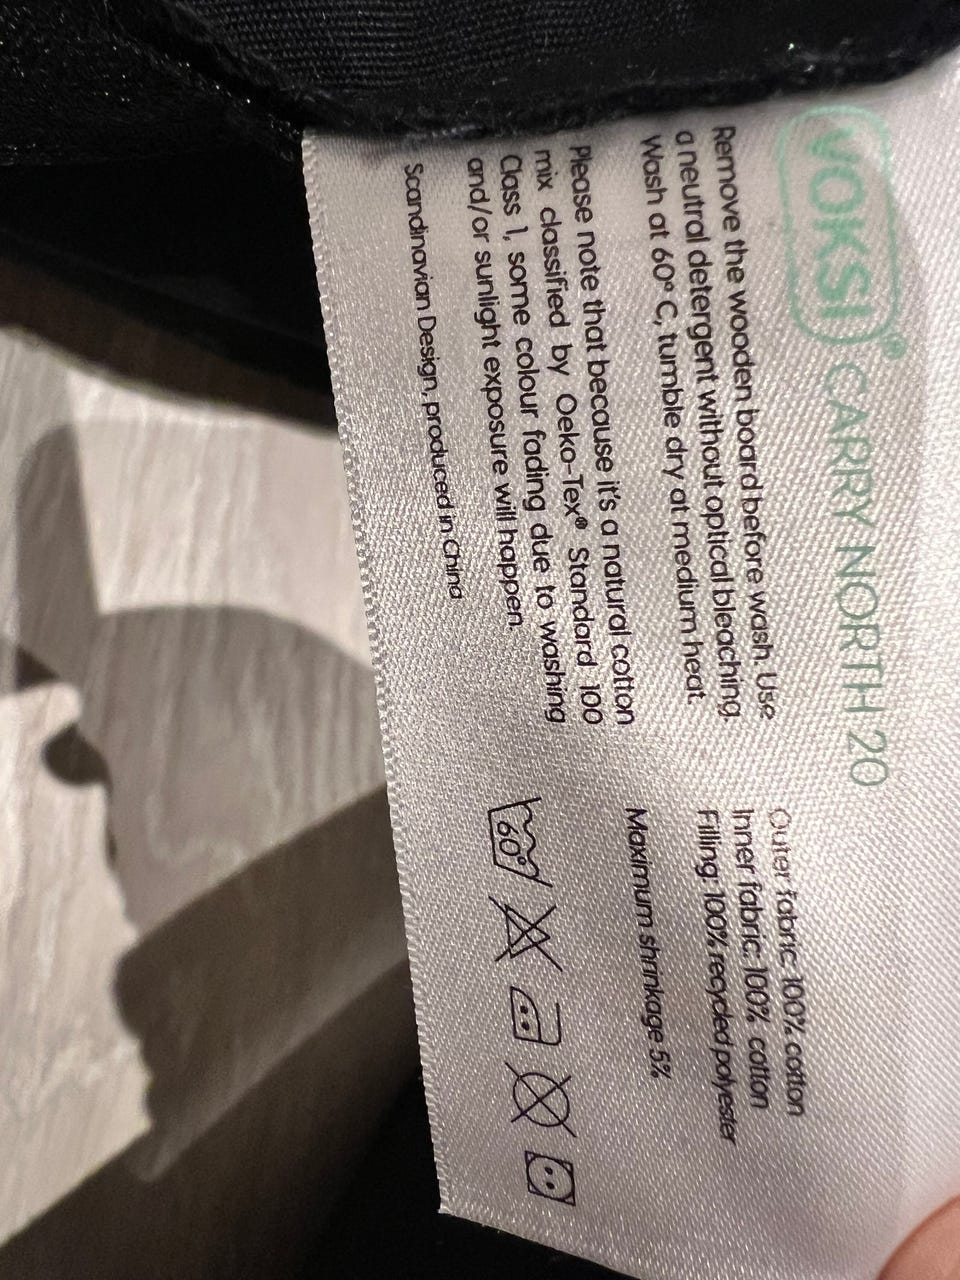 VOKSI® CARRY NORTH 20
Remove the wooden board before wash. Use
a neutral detergent without optical bleaching.
Wash at 60° C, tumble dry at medium heat.
Please note that because it's a natural cotton
mix classified by Oeko-Tex® Standard 100
Class 1, some colour fading due to washing
and/or sunlight exposure will happen.
Scandinavian Design, produced in China
Outer fabric: 100% cotton
Inner fabric: 100% cotton
Filling: 100% recycled polyester
Maximum shrinkage 5%
60°